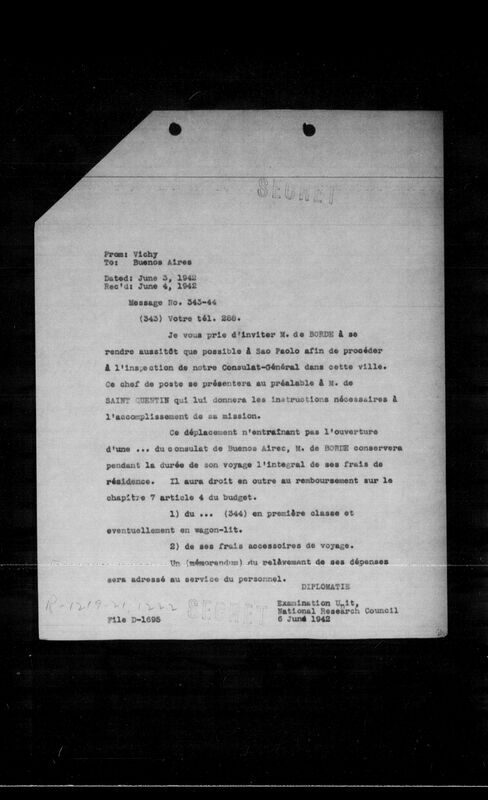 SECRET
From: Vichy
To: Buenos Aires
Dated: June 3, 1942
Rec'd: June 4, 1942
Message No. 343-44
(343) Votre tél. 288.
Je vous prie d'inviter M. de BORDE à se
rendre aussitôt que possible à Sao Paolo afin de procéder
à l'inspection de notre Consulat-Général dans cette ville.
Ce chef de poste se présentera au préalable à M. de
SAINT QUENTIN qui lui donnera les instructions nécessaires à
l'accomplissement de sa mission.
Ce déplacement n'entraînant pas l'ouverture
d'une ... du consulat de Buenos Aires, M. de BORDE conservera
pendant la durée de son voyage l'integral de ses frais de
résidence. Il aura droit en outre au remboursement sur le
chapitre 7 article 4 du budget.
1) du ... (344) en première classe et
eventuellement en wagon-lit.
2) de ses frais accessoires de voyage.
Un (mémorandum) du relèvement de ses dépenses
sera adressé au service du personnel.
DIPLOMATIE
R-1219-21, 1222
SECRET
Examination Unit,
National Research Council
File D-1695
6 June 1942